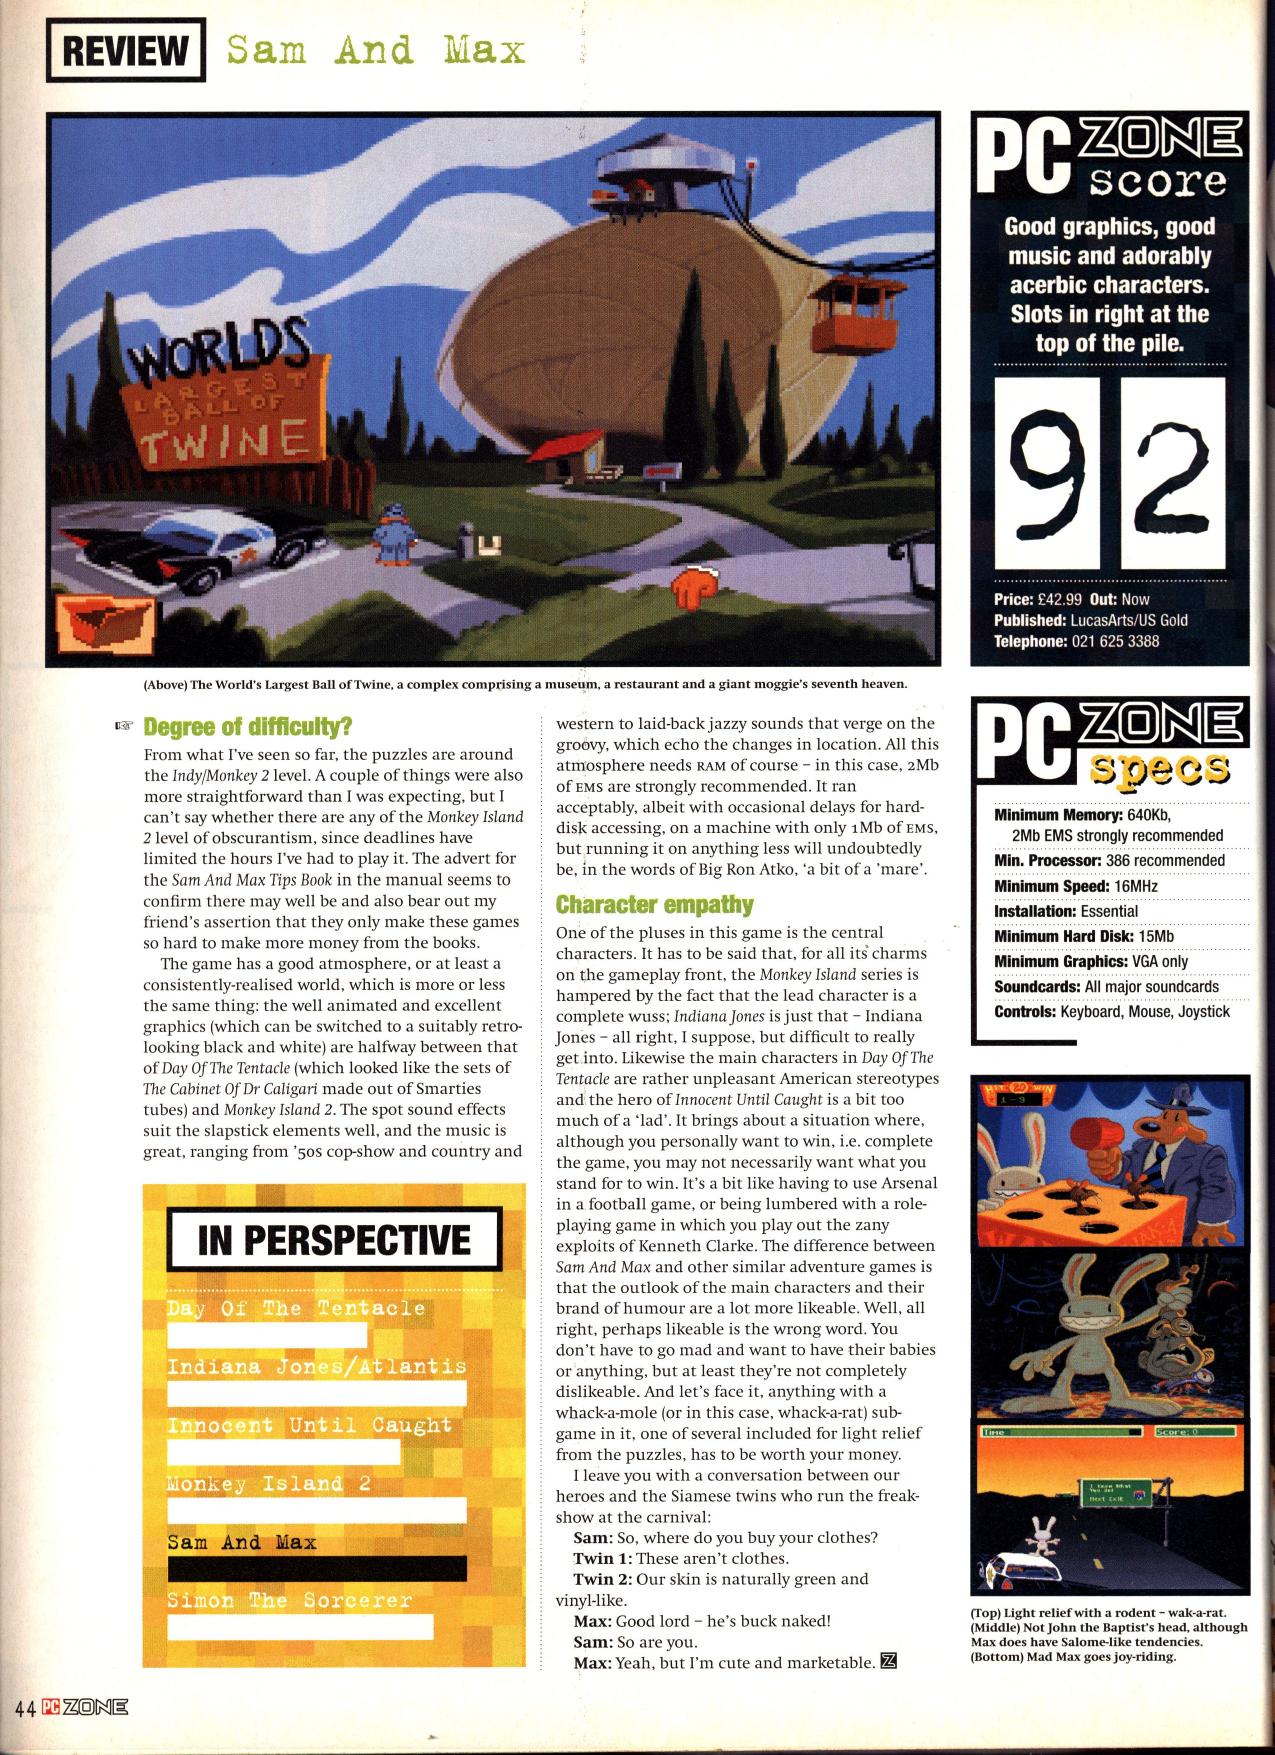 REVIEW Sam And Max
WORLDS
LARGEST
BALL OF
TWINE
(Above) The World's Largest Ball of Twine, a complex comprising a museum, a restaurant and a giant moggie's seventh heaven.
Degree of difficulty?
From what I've seen so far, the puzzles are around
the Indy/Monkey 2 level. A couple of things were also
more straightforward than I was expecting, but I
can't say whether there are any of the Monkey Island
2 level of obscurantism, since deadlines have
limited the hours I've had to play it. The advert for
the Sam And Max Tips Book in the manual seems to
confirm there may well be and also bear out my
friend's assertion that they only make these games
so hard to make more money from the books.
The game has a good atmosphere, or at least a
consistently-realised world, which is more or less
the same thing: the well animated and excellent
graphics (which can be switched to a suitably retro-
looking black and white) are halfway between that
of Day Of The Tentacle (which looked like the sets of
The Cabinet Of Dr Caligari made out of Smarties
tubes) and Monkey Island 2. The spot sound effects
suit the slapstick elements well, and the music is
great, ranging from '50s cop-show and country and
IN PERSPECTIVE
Day Of The Tentacle
Indiana Jones/Atlantis
Innocent Until Caught
Monkey Island 2
Sam And Max
Simon The Sorcerer
western to laid-back jazzy sounds that verge on the
groovy, which echo the changes in location. All this
atmosphere needs RAM of course – in this case, 2Mb
of EMS are strongly recommended. It ran
acceptably, albeit with occasional delays for hard-
disk accessing, on a machine with only 1Mb of EMS,
but running it on anything less will undoubtedly
be, in the words of Big Ron Atko, 'a bit of a 'mare'.
Character empathy
One of the pluses in this game is the central
characters. It has to be said that, for all its charms
on the gameplay front, the Monkey Island series is
hampered by the fact that the lead character is a
complete wuss; Indiana Jones is just that – Indiana
Jones – all right, I suppose, but difficult to really
get into. Likewise the main characters in Day Of The
Tentacle are rather unpleasant American stereotypes
and the hero of Innocent Until Caught is a bit too
much of a 'lad'. It brings about a situation where,
although you personally want to win, i.e. complete
the game, you may not necessarily want what you
stand for to win. It's a bit like having to use Arsenal
in a football game, or being lumbered with a role-
playing game in which you play out the zany
exploits of Kenneth Clarke. The difference between
Sam And Max and other similar adventure games is
that the outlook of the main characters and their
brand of humour are a lot more likeable. Well, all
right, perhaps likeable is the wrong word. You
don't have to go mad and want to have their babies
or anything, but at least they're not completely
dislikeable. And let's face it, anything with a
whack-a-mole (or in this case, whack-a-rat) sub-
game in it, one of several included for light relief
from the puzzles, has to be worth your money.
I leave you with a conversation between our
heroes and the Siamese twins who run the freak-
show at the carnival:
Sam: So, where do you buy your clothes?
Twin 1: These aren't clothes.
Twin 2: Our skin is naturally green and
vinyl-like.
Max: Good lord – he's buck naked!
Sam: So are you.
Max: Yeah, but I'm cute and marketable. Z
PC ZONE
score
Good graphics, good
music and adorably
acerbic characters.
Slots in right at the
top of the pile.
92
Price: £42.99 Out: Now
Published: LucasArts/US Gold
Telephone: 021 625 3388
PC ZONE
specs
Minimum Memory: 640Kb,
2Mb EMS strongly recommended
Min. Processor: 386 recommended
Minimum Speed: 16MHz
Installation: Essential
Minimum Hard Disk: 15Mb
Minimum Graphics: VGA only
Soundcards: All major soundcards
Controls: Keyboard, Mouse, Joystick
HIT 20 WIN
Time Score: 0
Next Exit
(Top) Light relief with a rodent – wak-a-rat.
(Middle) Not John the Baptist's head, although
Max does have Salome-like tendencies.
(Bottom) Mad Max goes joy-riding.
44 PC ZONE